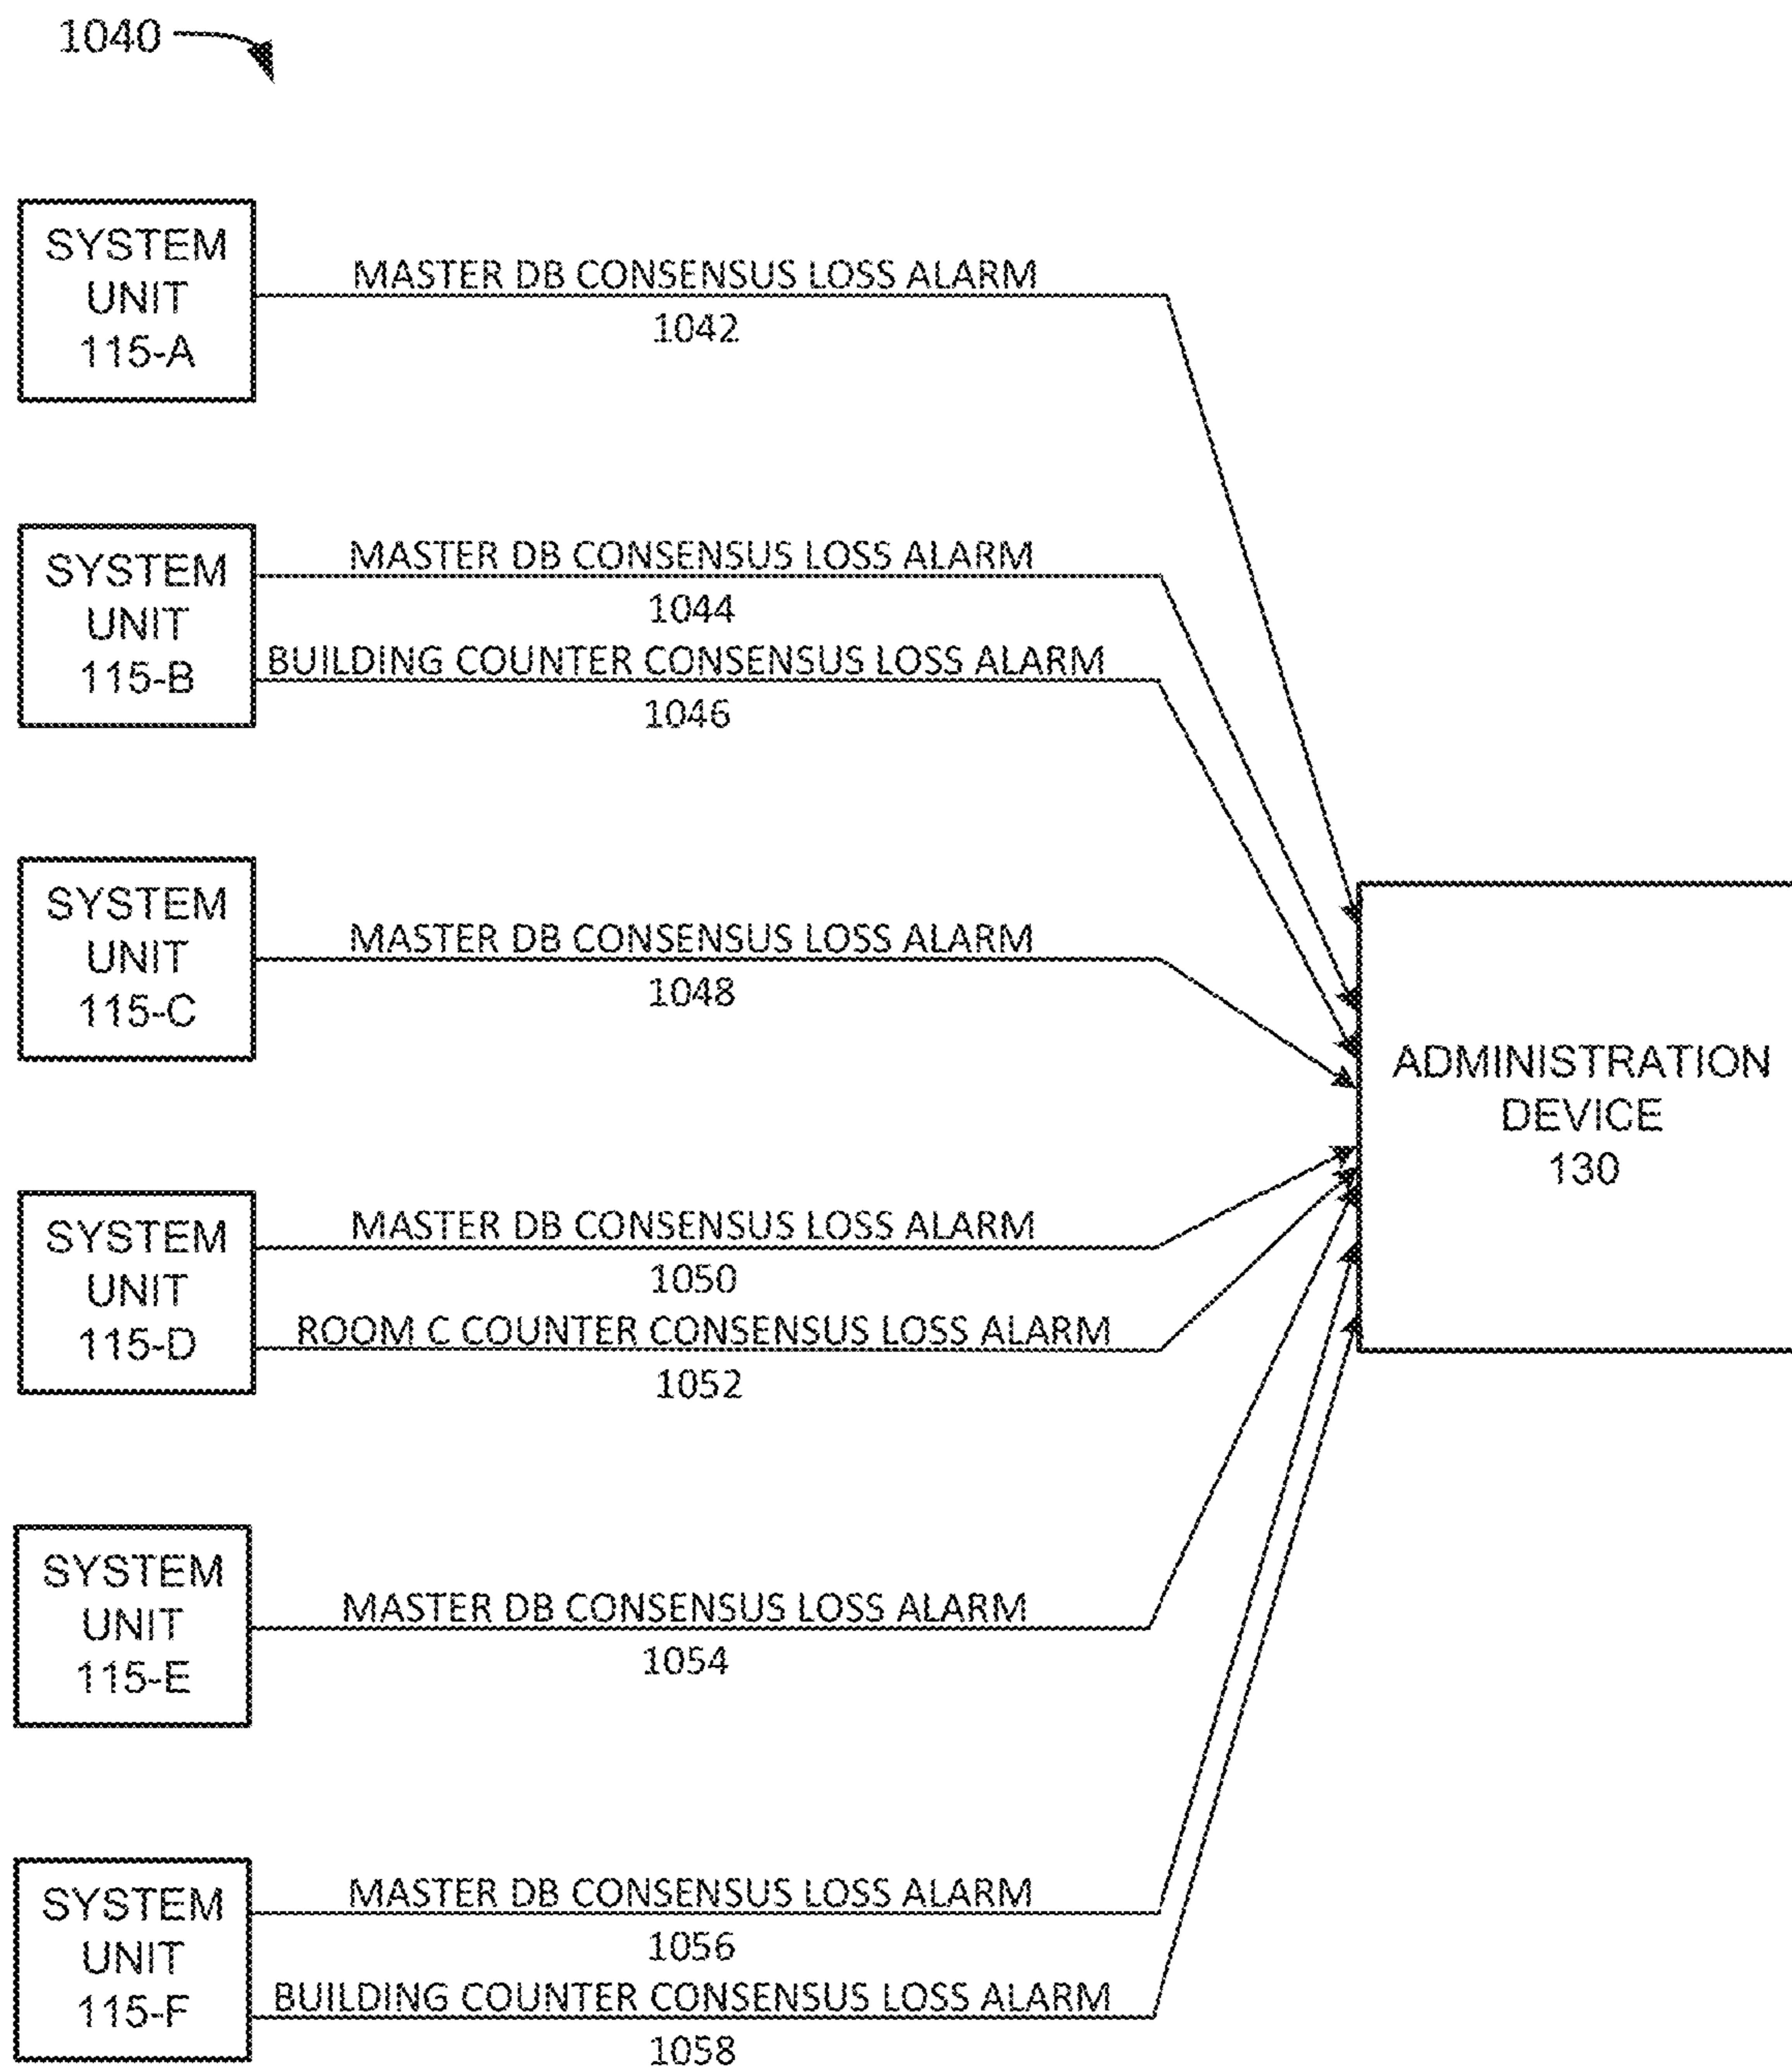 1040
SYSTEM
UNIT
115-A
MASTER DB CONSENSUS LOSS ALARM
1042
SYSTEM
UNIT
115-B
MASTER DB CONSENSUS LOSS ALARM
1044
BUILDING COUNTER CONSENSUS LOSS ALARM
1046
SYSTEM
UNIT
115-C
MASTER DB CONSENSUS LOSS ALARM
1048
ADMINISTRATION
DEVICE
130
SYSTEM
UNIT
115-D
MASTER DB CONSENSUS LOSS ALARM
1050
ROOM C COUNTER CONSENSUS LOSS ALARM
1052
SYSTEM
UNIT
115-E
MASTER DB CONSENSUS LOSS ALARM
1054
SYSTEM
UNIT
115-F
MASTER DB CONSENSUS LOSS ALARM
1056
BUILDING COUNTER CONSENSUS LOSS ALARM
1058